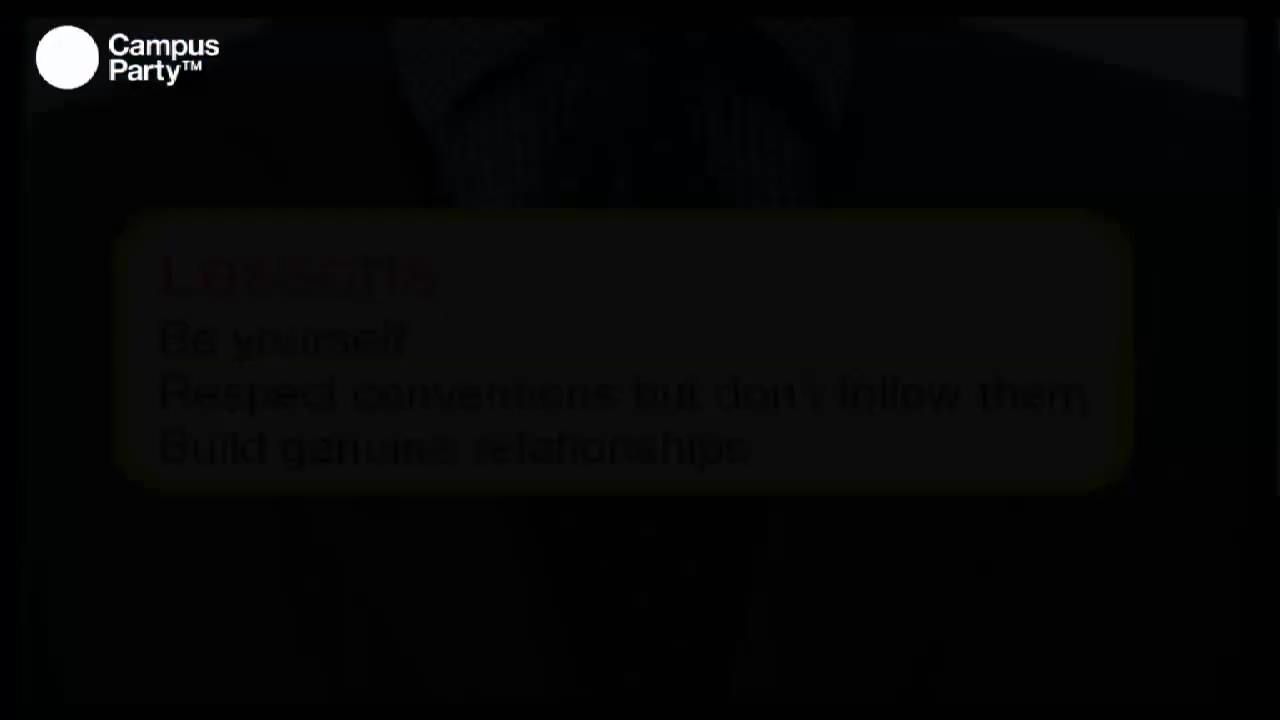 Campus
Party™
Lessons
Be yourself
Respect conventions but don't follow them
Build genuine relationships